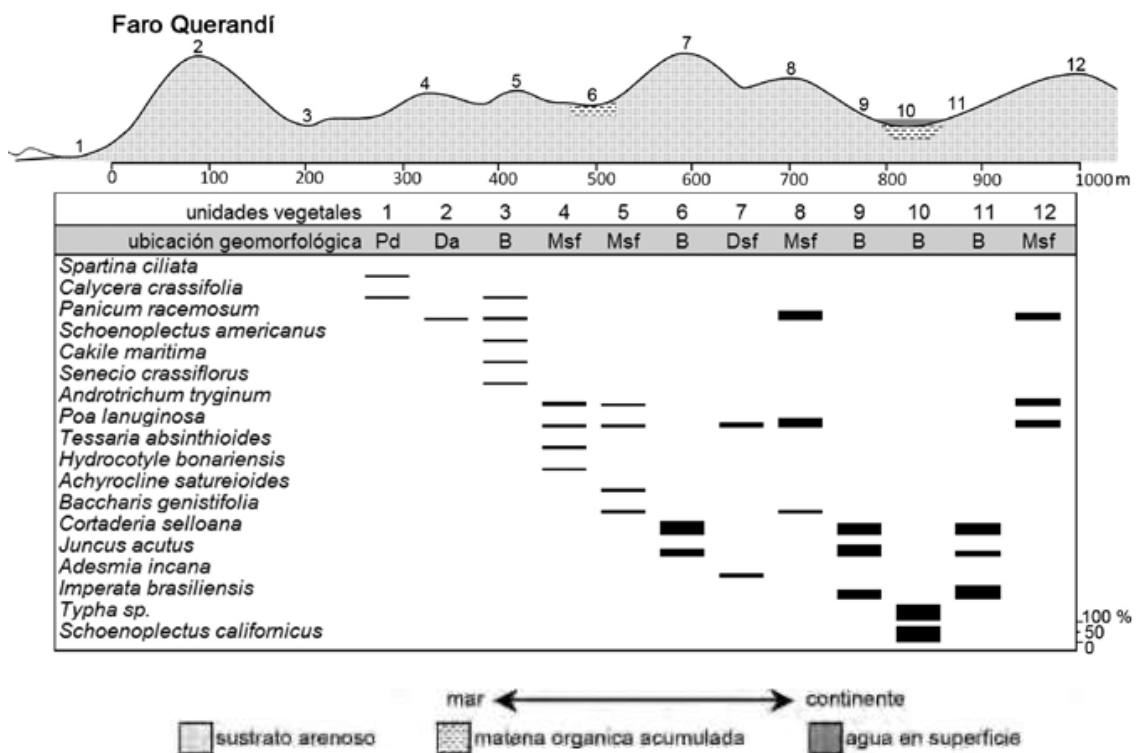 Faro Querandí
2
7
12
8
4
5
6
9
10
11
3
1
0 100 200 300 400 500 600 700 800 900 1000 m
unidades vegetales 1 2 3 4 5 6 7 8 9 10 11 12
ubicación geomorfológica Pd Da B Msf Msf B Dsf Msf B B B Msf
Spartina ciliata
Calycera crassifolia
Panicum racemosum
Schoenoplectus americanus
Cakile maritima
Senecio crassiflorus
Androtrichum tryginum
Poa lanuginosa
Tessaria absinthioides
Hydrocotyle bonariensis
Achyrocline satureioides
Baccharis genistifolia
Cortaderia selloana
Juncus acutus
Adesmia incana
Imperata brasiliensis
Typha sp.
Schoenoplectus californicus
100 %
50
0
mar continente
sustrato arenoso matena organica acumulada agua en superficie